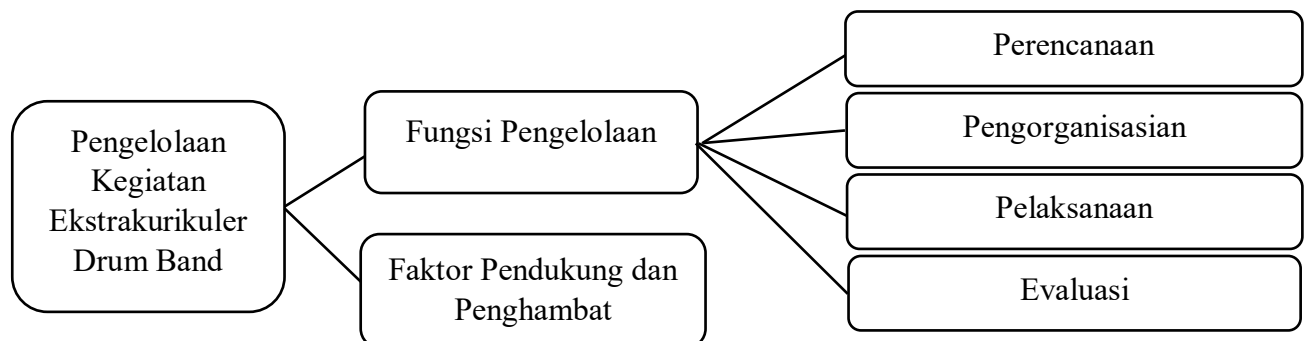 Pengelolaan
Kegiatan
Ekstrakurikuler
Drum Band
Fungsi Pengelolaan
Faktor Pendukung dan
Penghambat
Perencanaan
Pengorganisasian
Pelaksanaan
Evaluasi